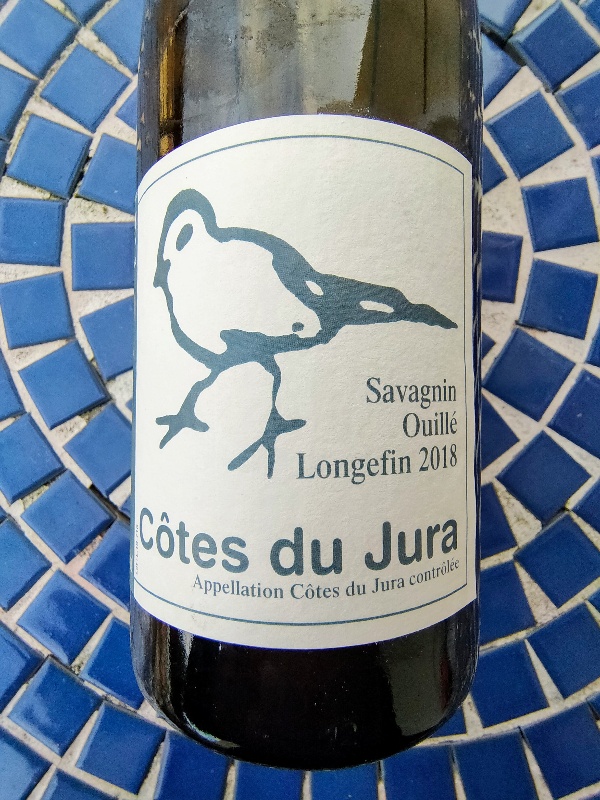 Savagnin
Ouillé
Longefin 2018
Côtes du Jura
Appellation Côtes du Jura contrôlée